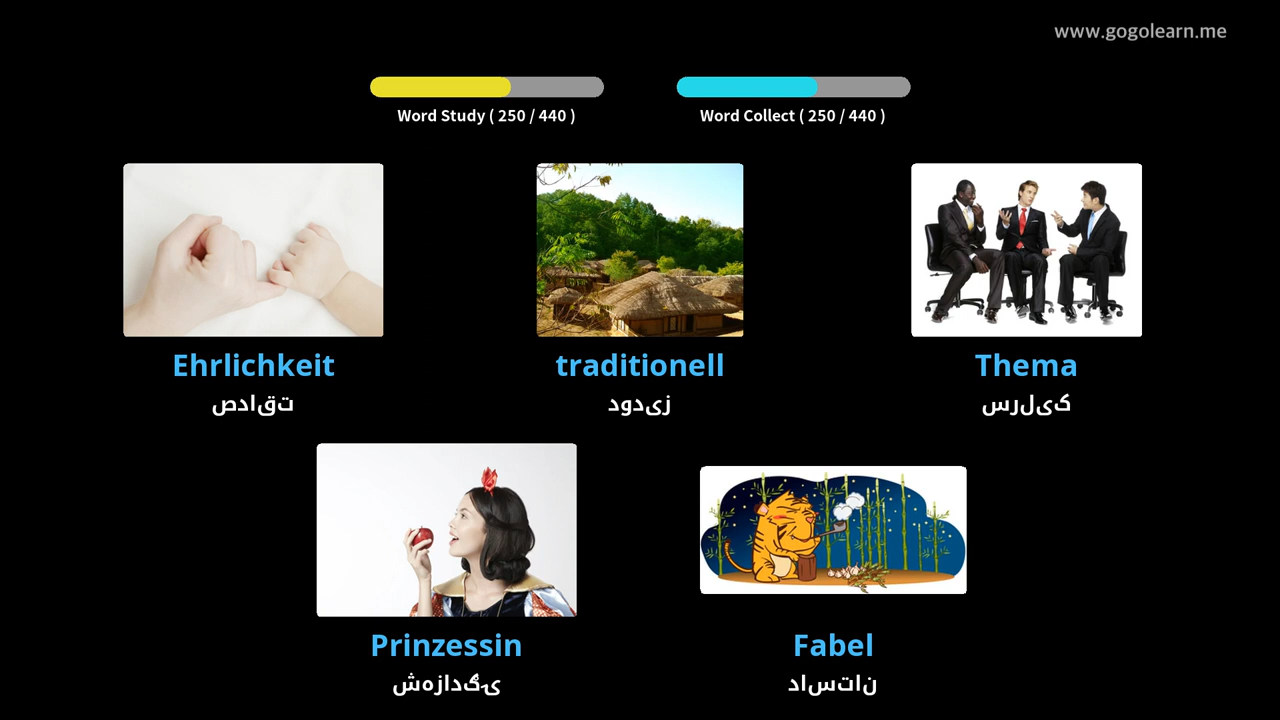 www.gogolearn.me
Word Study ( 250 / 440 )
Word Collect ( 250 / 440 )
Ehrlichkeit
تقادص
traditionell
زیدود
Thema
کیلرس
Prinzessin
ۍګدازهش
Fabel
ناتساد